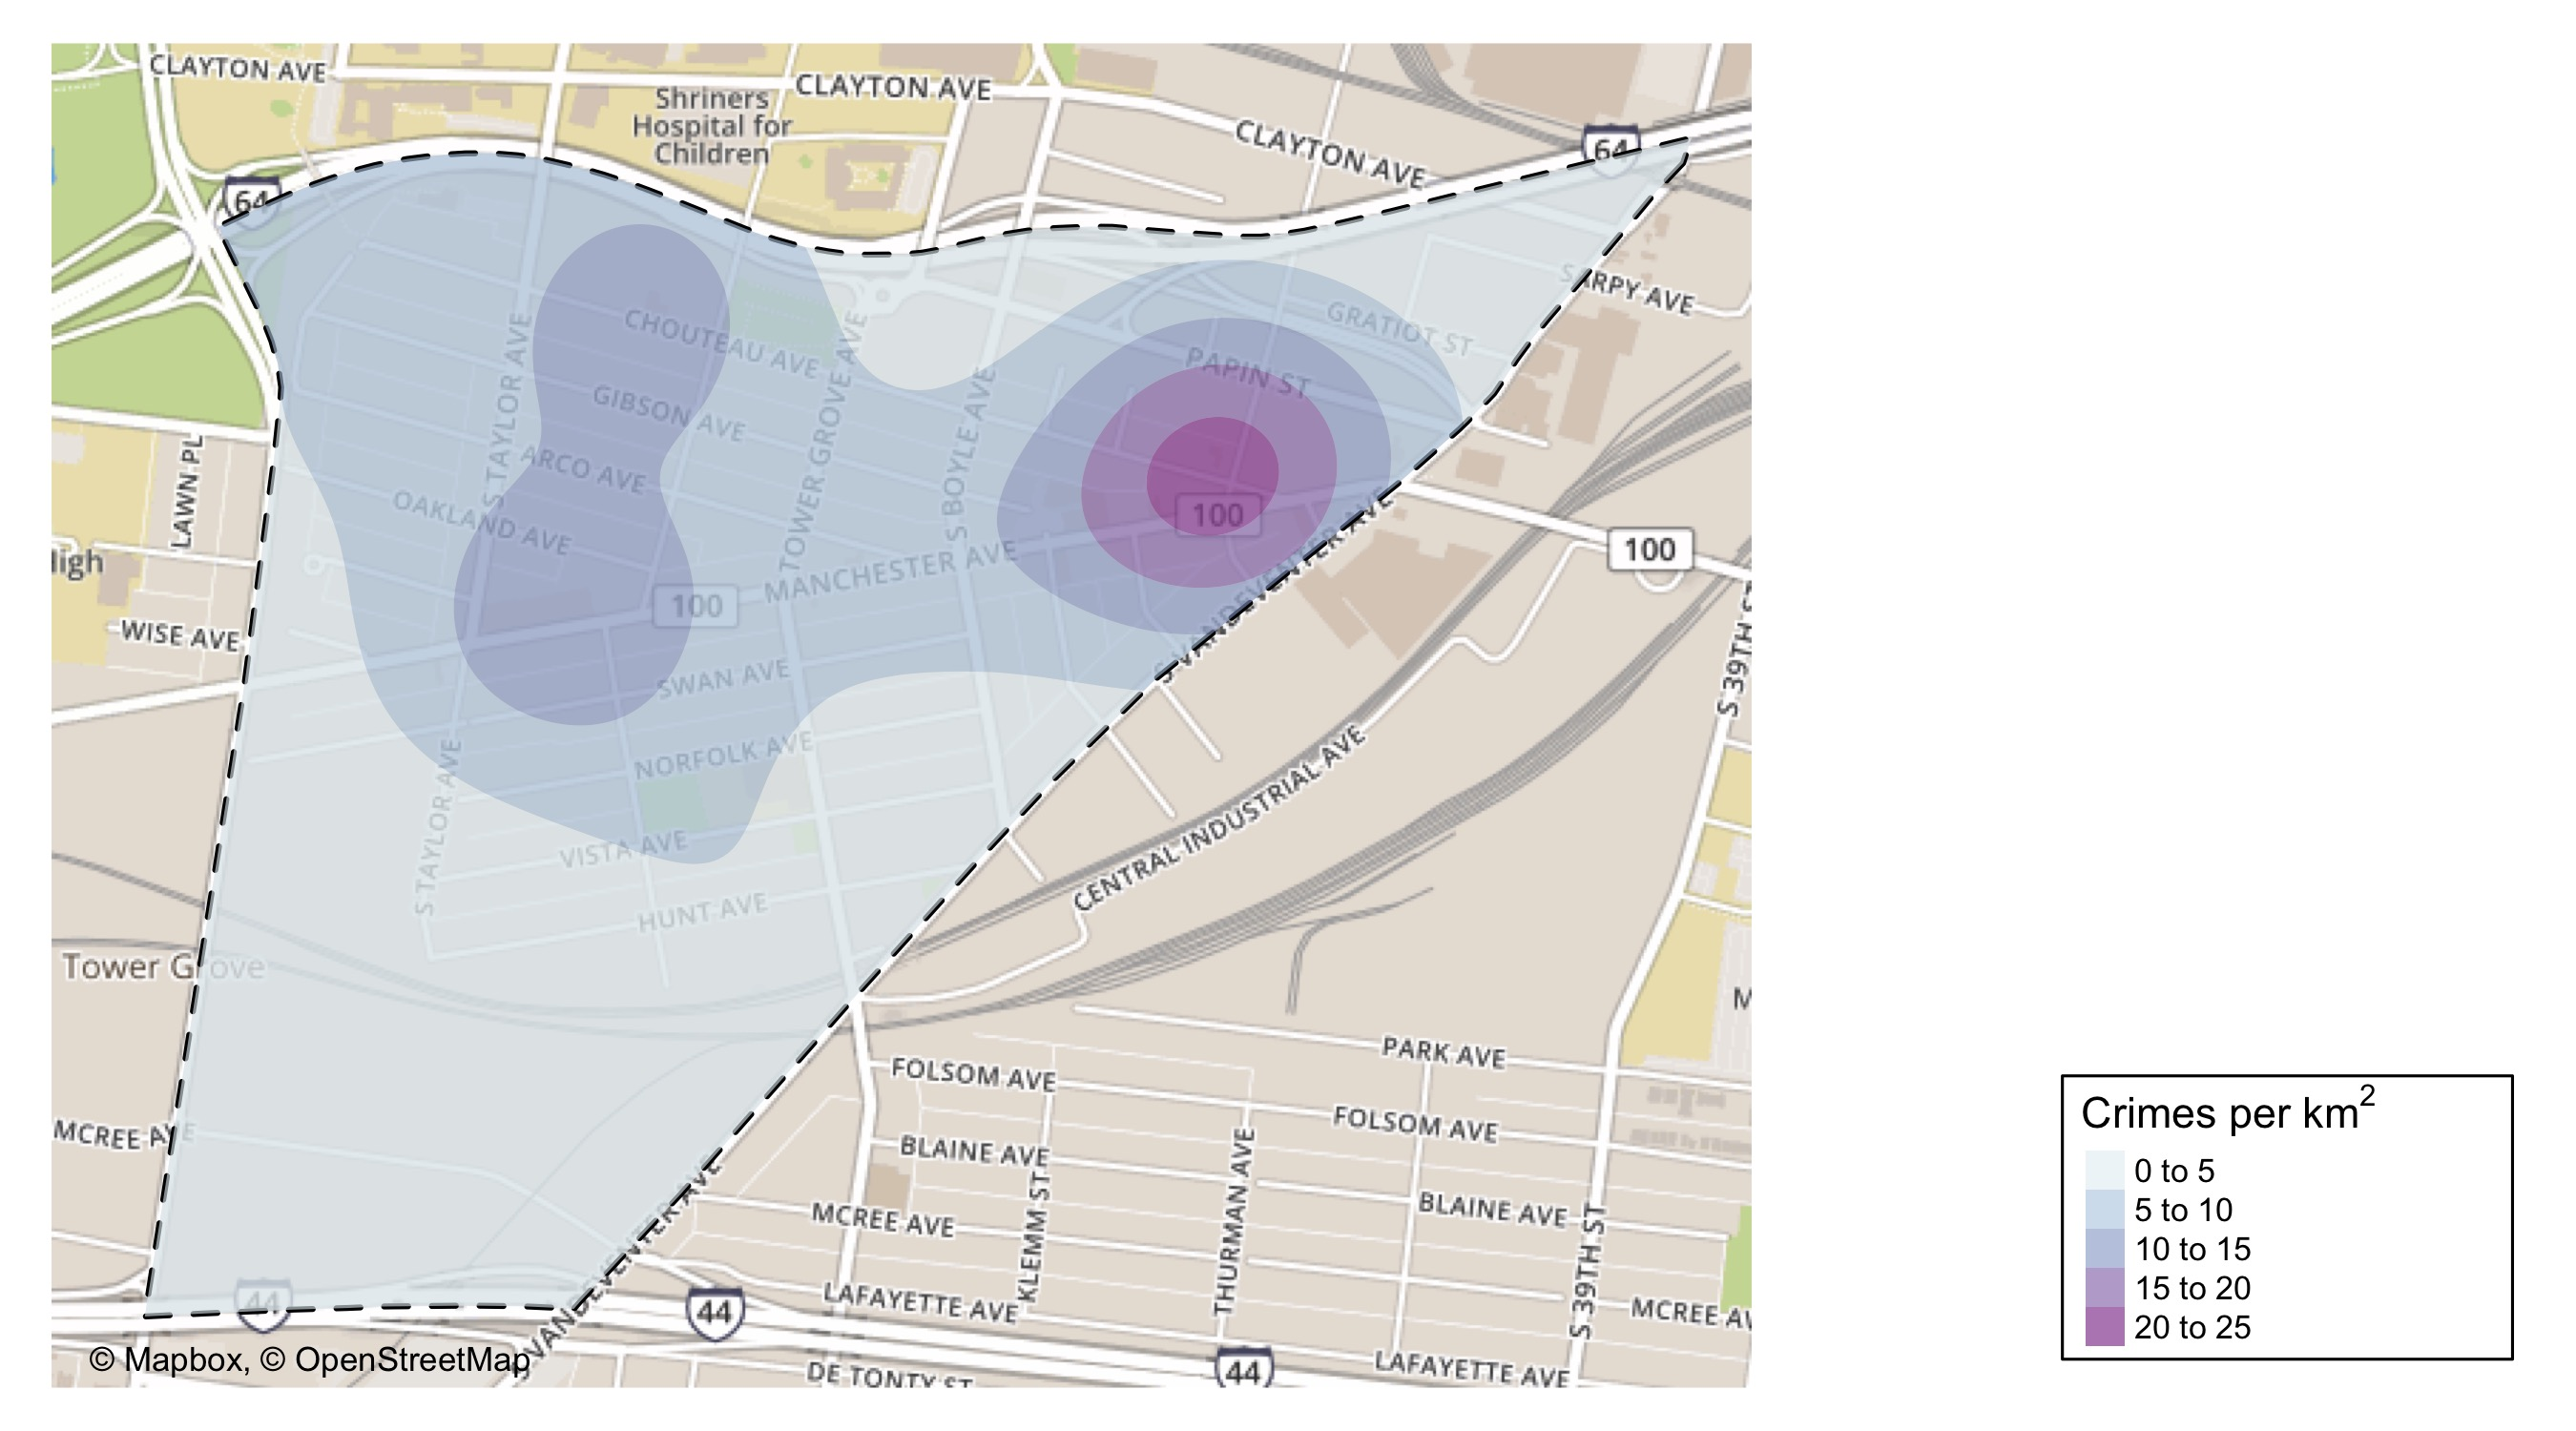 CLAYTON AVE
CLAYTON AVE
Shriners
Hospital for
Children
CLAYTON AVE
64
64
SARPY AVE
GRATIOT ST
CHOUTEAU AVE
PAPIN ST
GIBSON AVE
S TAYLOR AVE
TOWER GROVE AVE
S BOYLE AVE
ARCO AVE
LAWN PL
OAKLAND AVE
100
100
MANCHESTER AVE
100
S VANDEVENTER AVE
High
WISE AVE
SWAN AVE
S 39TH ST
NORFOLK AVE
S TAYLOR AVE
VISTA AVE
CENTRAL INDUSTRIAL AVE
HUNT AVE
Tower Grove
M
PARK AVE
FOLSOM AVE
FOLSOM AVE
MCREE AVE
BLAINE AVE
BLAINE AVE
KLEMM ST
THURMAN AVE
S 39TH ST
MCREE AVE
S VANDEVENTER AVE
44
44
LAFAYETTE AVE
MCREE AV
LAFAYETTE AVE
44
DE TONTY ST
© Mapbox, © OpenStreetMap
Crimes per km2
0 to 5
5 to 10
10 to 15
15 to 20
20 to 25